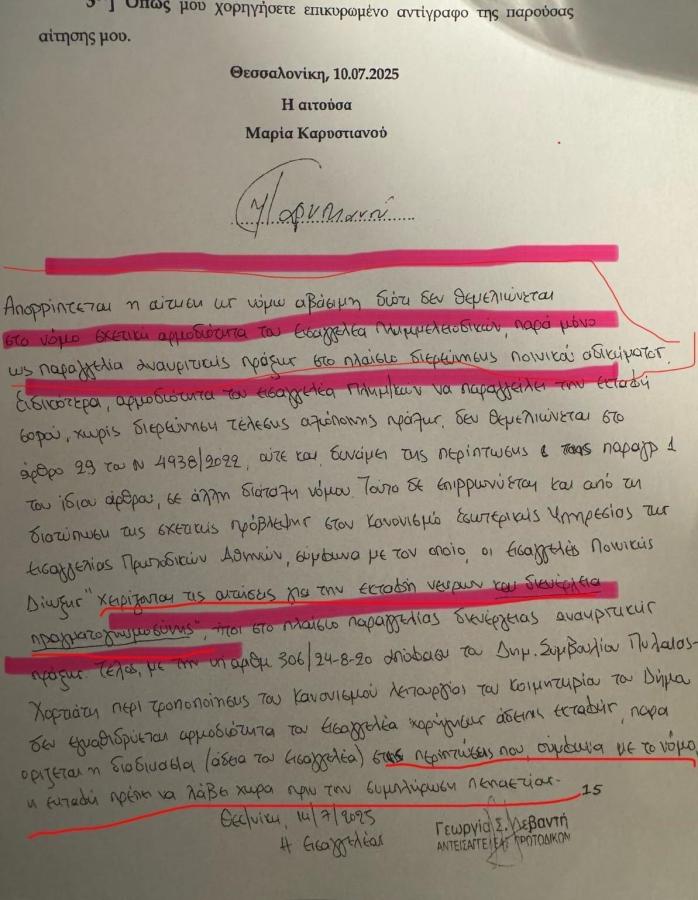 3ον] Όπως μου χορηγήσετε επικυρωμένο αντίγραφο της παρούσας
αίτησης μου.
Θεσσαλονίκη, 10.07.2025
Η αιτούσα
Μαρία Καρυστιανού
Απορρίπτεται η αίτηση ως νόμω αβάσιμη διότι δεν θεμελιώνεται
στο νόμο σχετική αρμοδιότητα του Εισαγγελέα Πλημμελειοδικών, παρά μόνο
ως παραγγελία ανακριτικής πράξης στο πλαίσιο διερεύνησης ποινικού αδικήματος.
Ειδικότερα, αρμοδιότητα του εισαγγελέα Πλημ/κών να παραγγείλει την εκταφή
σορού, χωρίς διερεύνηση τέλεσης αξιόποινης πράξης, δεν θεμελιώνεται στο
άρθρο 29 του Ν 4938/2022, ούτε και δυνάμει της περίπτωσης ε της παραγρ 1
του ίδιου άρθρου, σε άλλη διάταξη νόμου. Τούτο δε επιρρωνύεται και από τη
διατύπωση της σχετικής πρόβλεψης στον Κανονισμό Εσωτερικής Υπηρεσίας της
Εισαγγελίας Πρωτοδικών Αθηνών, σύμφωνα με τον οποίο, οι Εισαγγελείς Ποινικής
Δίωξης "χειρίζονται τις αιτήσεις για την εκταφή νεκρών και διενέργεια
πραγματογνωμοσύνης", ήτοι στο πλαίσιο παραγγελίας διενέργειας ανακριτικής
πράξης. Τέλος, με την υπ' αριθμ 306/24-8-20 απόφαση του Δημ. Συμβουλίου Πυλαίας-
Χορτιάτη περί τροποποίησης του Κανονισμού λειτουργίας του Κοιμητηρίου του Δήμου
δεν εγκαθιδρύεται αρμοδιότητα του Εισαγγελέα χορήγησης άδειας εκταφής, παρά
ορίζεται η διαδικασία (άδεια του Εισαγγελέα) στις περιπτώσεις που, σύμφωνα με το νόμο,
η εκταφή πρέπει να λάβει χώρα πριν την συμπλήρωση πενταετίας.
15
Θεσ/νίκη, 14/7/2025
Η Εισαγγελέας
Γεωργία Σ. Δεβαντή
ΑΝΤΕΙΣΑΓΓΕΛΕΑΣ ΠΡΩΤΟΔΙΚΩΝ